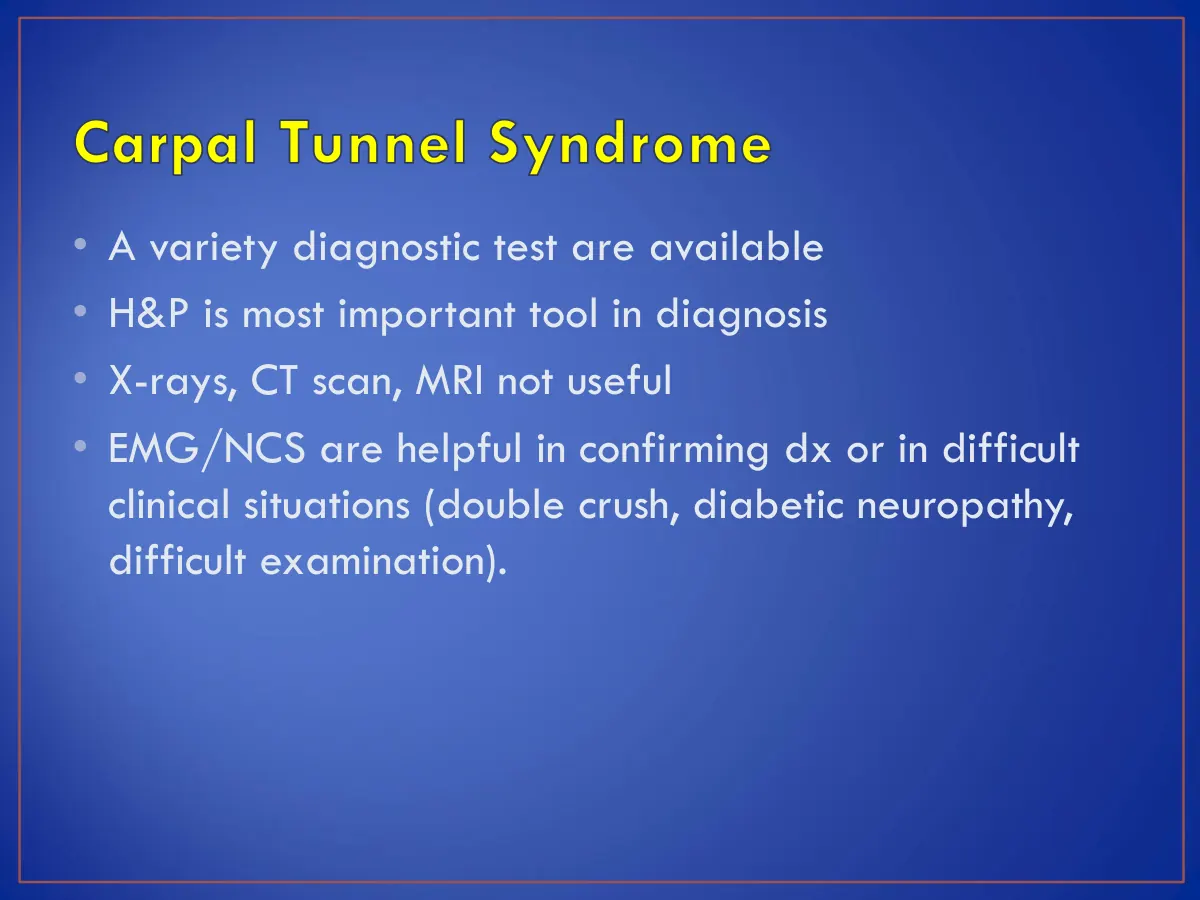 Carpal Tunnel Syndrome
• A variety diagnostic test are available
• H&P is most important tool in diagnosis
• X-rays, CT scan, MRI not useful
• EMG/NCS are helpful in confirming dx or in difficult
clinical situations (double crush, diabetic neuropathy,
difficult examination).